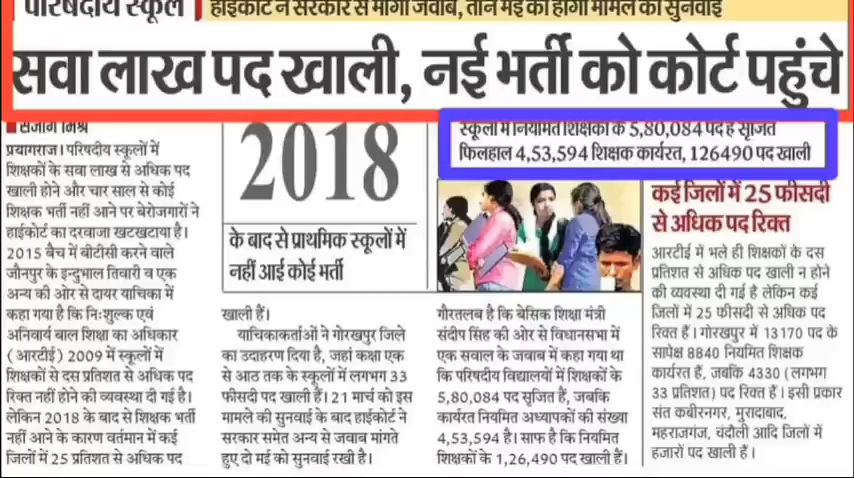 परिषदीय स्कूल
हाईकोर्ट ने सरकार से मांगा जवाब, तीन मई को होगी मामले की सुनवाई
सवा लाख पद खाली, नई भर्ती को कोर्ट पहुंचे
संजोग मिश्र
प्रयागराज। परिषदीय स्कूलों में
शिक्षकों के सवा लाख से अधिक पद
खाली होने और चार साल से कोई
शिक्षक भर्ती नहीं आने पर बेरोजगारों ने
हाईकोर्ट का दरवाजा खटखटाया है।
2015 बैच में बीटीसी करने वाले
जौनपुर के इन्दुभाल तिवारी व एक
अन्य की ओर से दायर याचिका में
कहा गया है कि निःशुल्क एवं
अनिवार्य बाल शिक्षा का अधिकार
(आरटीई) 2009 में स्कूलों में
शिक्षकों से दस प्रतिशत से अधिक पद
रिक्त नहीं होने की व्यवस्था दी गई है।
लेकिन 2018 के बाद से शिक्षक भर्ती
नहीं आने के कारण वर्तमान में कई
जिलों में 25 प्रतिशत से अधिक पद
2018
के बाद से प्राथमिक स्कूलों में
नहीं आई कोई भर्ती
खाली हैं।
याचिकाकर्ताओं ने गोरखपुर जिले
का उदाहरण दिया है, जहां कक्षा एक
से आठ तक के स्कूलों में लगभग 33
फीसदी पद खाली हैं। 21 मार्च को इस
मामले की सुनवाई के बाद हाईकोर्ट ने
सरकार समेत अन्य से जवाब मांगते
हुए दो मई को सुनवाई रखी है।
स्कूलों में नियमित शिक्षकों के 5,80,084 पद हैं सृजित
फिलहाल 4,53,594 शिक्षक कार्यरत, 126490 पद खाली
गौरतलब है कि बेसिक शिक्षा मंत्री
संदीप सिंह की ओर से विधानसभा में
एक सवाल के जवाब में कहा गया था
कि परिषदीय विद्यालयों में शिक्षकों के
5,80,084 पद सृजित हैं, जबकि
कार्यरत नियमित अध्यापकों की संख्या
4,53,594 है। साफ है कि नियमित
शिक्षकों के 1,26,490 पद खाली हैं।
कई जिलों में 25 फीसदी
से अधिक पद रिक्त
आरटीई में भले ही शिक्षकों के दस
प्रतिशत से अधिक पद खाली न होने
की व्यवस्था दी गई है लेकिन कई
जिलों में 25 फीसदी से अधिक पद
रिक्त हैं। गोरखपुर में 13170 पद के
सापेक्ष 8840 नियमित शिक्षक
कार्यरत हैं, जबकि 4330 (लगभग
33 प्रतिशत) पद रिक्त हैं। इसी प्रकार
संत कबीरनगर, मुरादाबाद,
महराजगंज, चंदौली आदि जिलों में
हजारों पद खाली हैं।